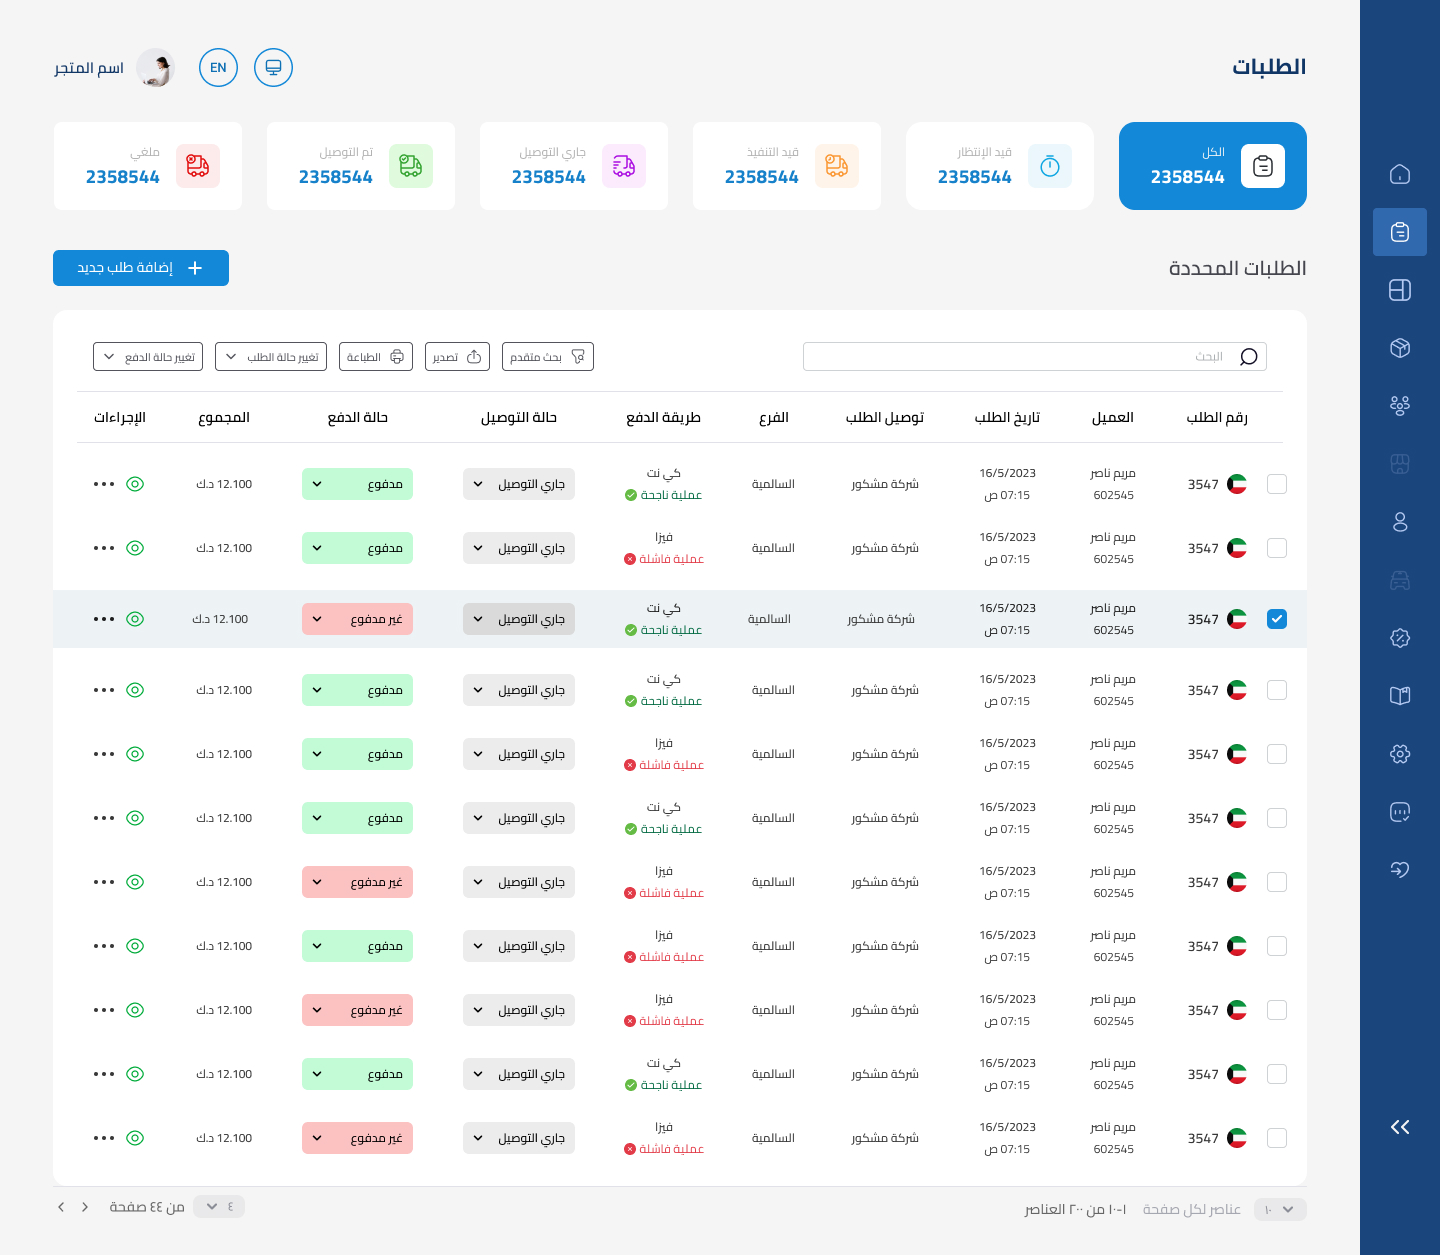 الطلبات
EN
اسم المتجر
الكل
2358544
قيد الإنتظار
2358544
قيد التنفيذ
2358544
جاري التوصيل
2358544
تم التوصيل
2358544
ملغي
2358544
الطلبات المحددة
إضافة طلب جديد
البحث
بحث متقدم
تصدير
الطباعة
تغيير حالة الطلب
تغيير حالة الدفع
رقم الطلب العميل تاريخ الطلب توصيل الطلب الفرع طريقة الدفع حالة التوصيل حالة الدفع المجموع الإجراءات
3547 مريم ناصر 16/5/2023 شركة مشكور السالمية كي نت جاري التوصيل مدفوع 12.100 د.ك
602545 07:15 ص عملية ناجحة
3547 مريم ناصر 16/5/2023 شركة مشكور السالمية فيزا جاري التوصيل مدفوع 12.100 د.ك
602545 07:15 ص عملية فاشلة
3547 مريم ناصر 16/5/2023 شركة مشكور السالمية كي نت جاري التوصيل غير مدفوع 12.100 د.ك
602545 07:15 ص عملية ناجحة
3547 مريم ناصر 16/5/2023 شركة مشكور السالمية كي نت جاري التوصيل مدفوع 12.100 د.ك
602545 07:15 ص عملية ناجحة
3547 مريم ناصر 16/5/2023 شركة مشكور السالمية فيزا جاري التوصيل مدفوع 12.100 د.ك
602545 07:15 ص عملية فاشلة
3547 مريم ناصر 16/5/2023 شركة مشكور السالمية كي نت جاري التوصيل مدفوع 12.100 د.ك
602545 07:15 ص عملية ناجحة
3547 مريم ناصر 16/5/2023 شركة مشكور السالمية فيزا جاري التوصيل غير مدفوع 12.100 د.ك
602545 07:15 ص عملية فاشلة
3547 مريم ناصر 16/5/2023 شركة مشكور السالمية فيزا جاري التوصيل مدفوع 12.100 د.ك
602545 07:15 ص عملية فاشلة
3547 مريم ناصر 16/5/2023 شركة مشكور السالمية فيزا جاري التوصيل غير مدفوع 12.100 د.ك
602545 07:15 ص عملية فاشلة
3547 مريم ناصر 16/5/2023 شركة مشكور السالمية كي نت جاري التوصيل مدفوع 12.100 د.ك
602545 07:15 ص عملية ناجحة
3547 مريم ناصر 16/5/2023 شركة مشكور السالمية فيزا جاري التوصيل غير مدفوع 12.100 د.ك
602545 07:15 ص عملية فاشلة
١٠ عناصر لكل صفحة ١-١٠ من ٢٠٠ العناصر
٤ من ٤٤ صفحة